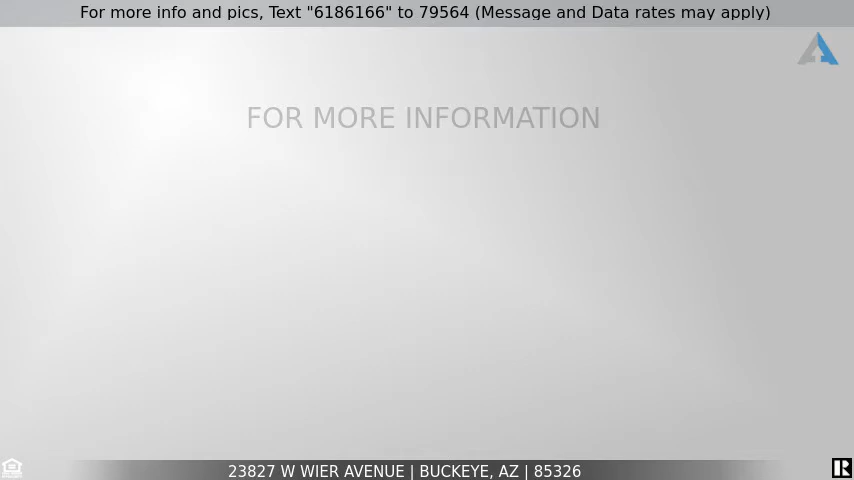 For more info and pics, Text "6186166" to 79564 (Message and Data rates may apply)
FOR MORE INFORMATION
23827 W WIER AVENUE | BUCKEYE, AZ | 85326